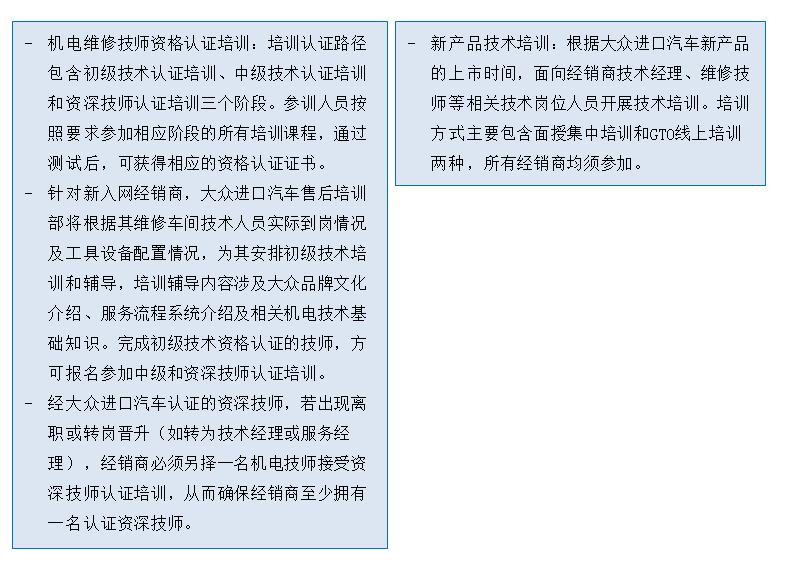 - 机电维修技师资格认证培训：培训认证路径
包含初级技术认证培训、中级技术认证培训
和资深技师认证培训三个阶段。参训人员按
照要求参加相应阶段的所有培训课程，通过
测试后，可获得相应的资格认证证书。
- 针对新入网经销商，大众进口汽车售后培训
部将根据其维修车间技术人员实际到岗情况
及工具设备配置情况，为其安排初级技术培
训和辅导，培训辅导内容涉及大众品牌文化
介绍、服务流程系统介绍及相关机电技术基
础知识。完成初级技术资格认证的技师，方
可报名参加中级和资深技师认证培训。
- 经大众进口汽车认证的资深技师，若出现离
职或转岗晋升（如转为技术经理或服务经
理），经销商必须另择一名机电技师接受资
深技师认证培训，从而确保经销商至少拥有
一名认证资深技师。
- 新产品技术培训：根据大众进口汽车新产品
的上市时间，面向经销商技术经理、维修技
师等相关技术岗位人员开展技术培训。培训
方式主要包含面授集中培训和GTO线上培训
两种，所有经销商均须参加。